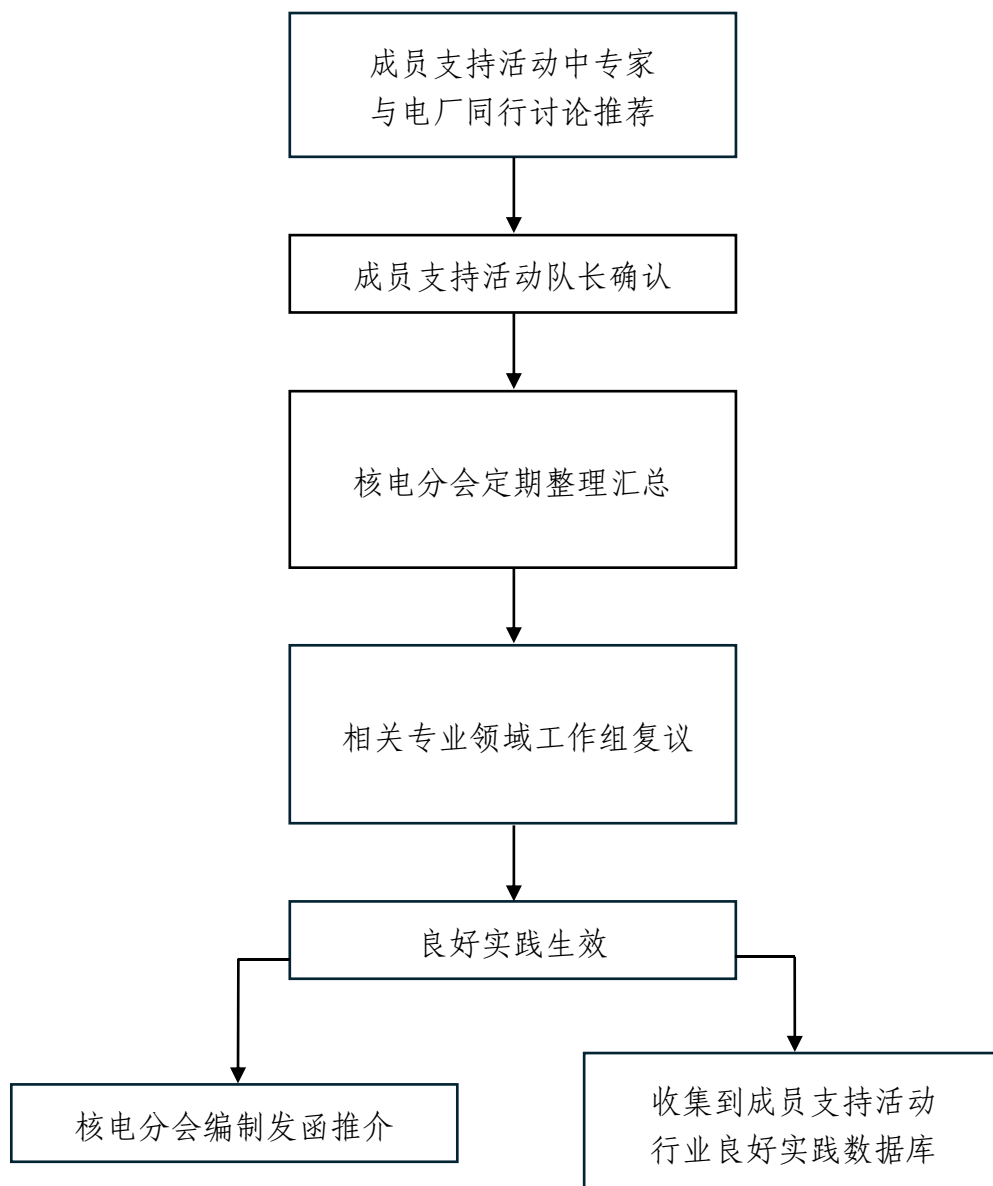 成员支持活动中专家
与电厂同行讨论推荐
成员支持活动队长确认
核电分会定期整理汇总
相关专业领域工作组复议
良好实践生效
核电分会编制发函推介
收集到成员支持活动
行业良好实践数据库